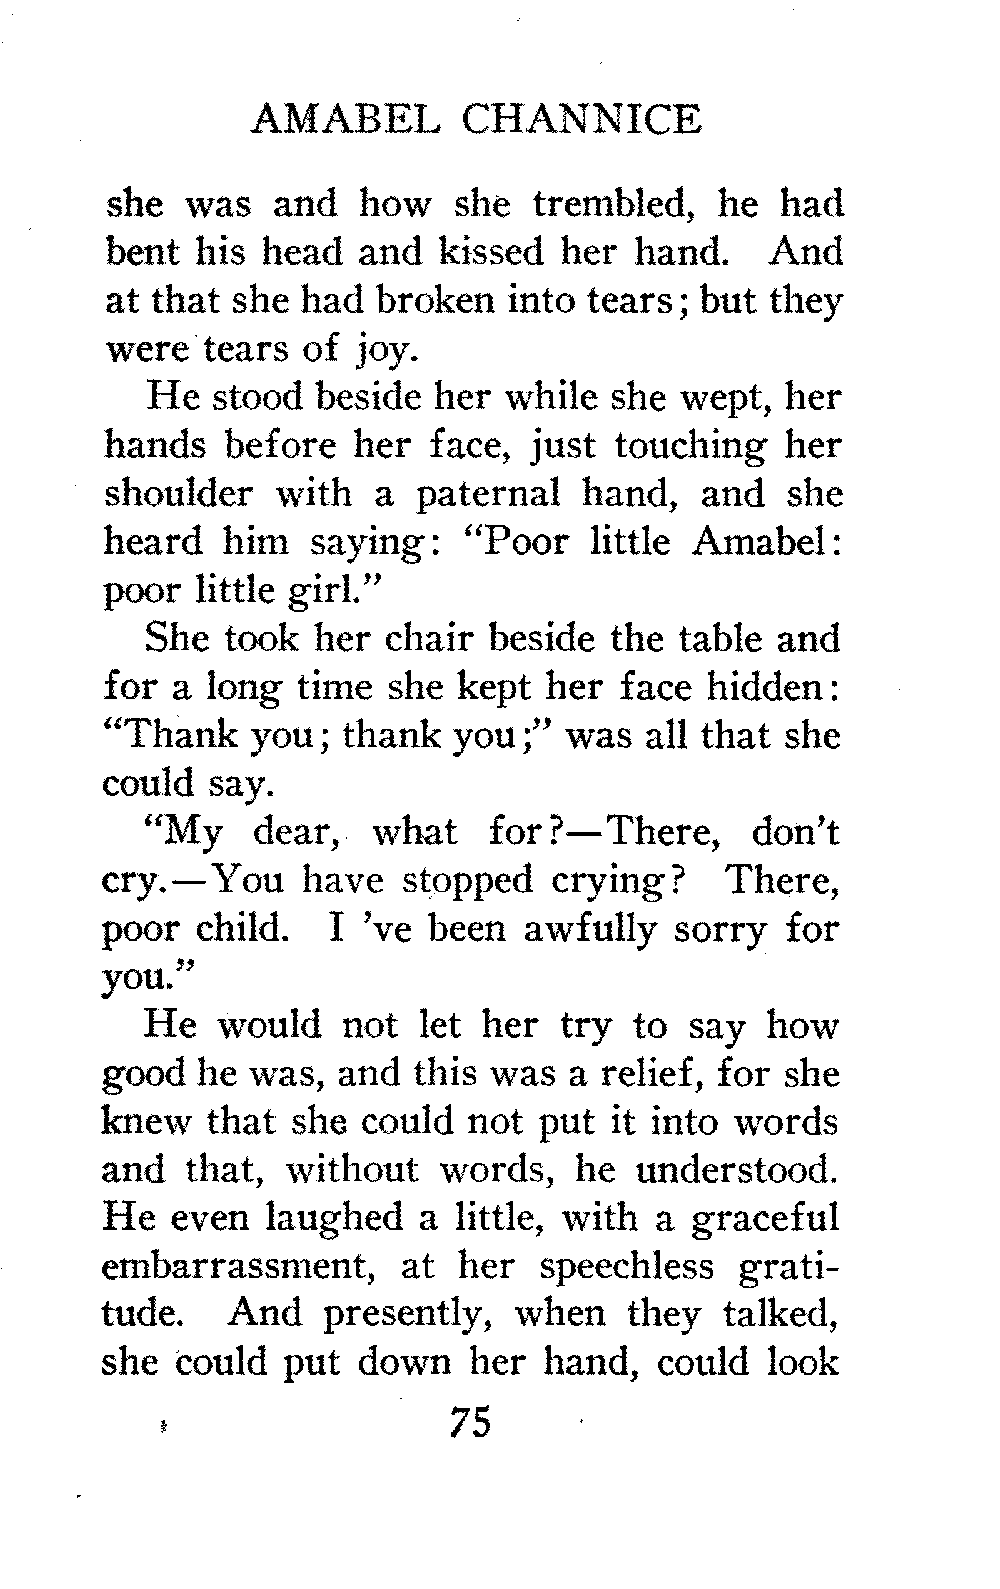 AMABEL CHANNICE
she was and how she trembled, he had
bent his head and kissed her hand. And
at that she had broken into tears; but they
were tears of joy.
He stood beside her while she wept, her
hands before her face, just touching her
shoulder with a paternal hand, and she
heard him saying: “Poor little Amabel:
poor little girl.”
She took her chair beside the table and
for a long time she kept her face hidden:
“Thank you; thank you;” was all that she
could say.
“My dear, what for?—There, don't
cry.—You have stopped crying? There,
poor child. I 've been awfully sorry for
you.”
He would not let her try to say how
good he was, and this was a relief, for she
knew that she could not put it into words
and that, without words, he understood.
He even laughed a little, with a graceful
embarrassment, at her speechless grati-
tude. And presently, when they talked,
she could put down her hand, could look
75